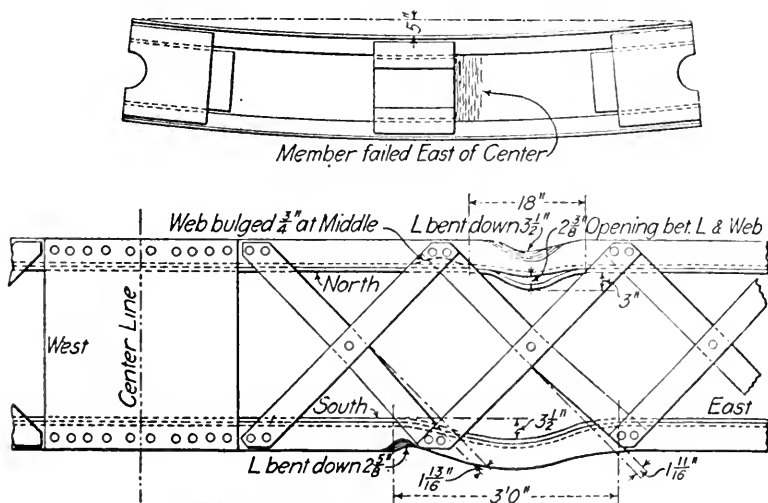 5"
Member failed East of Center
18"
Web bulged 3/4" at Middle
L bent down 3 1/2"
2 3/8" Opening bet. L & Web
North
3"
West
Center Line
South
3 1/2"
East
L bent down 2 5/8"
1 13/16"
1 11/16"
3'0"